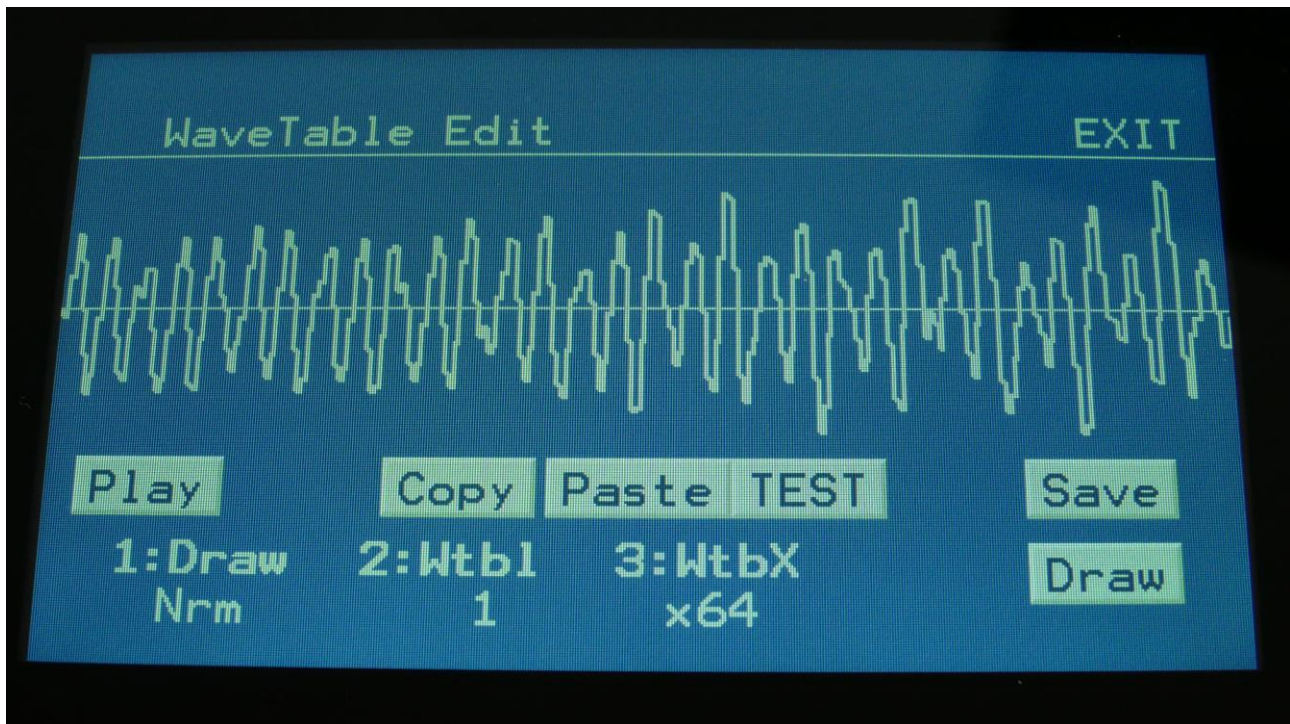 WaveTable Edit EXIT
Play Copy Paste TEST Save
1:Draw 2:Wtbl 3:WtbX Draw
Nrm 1 x64